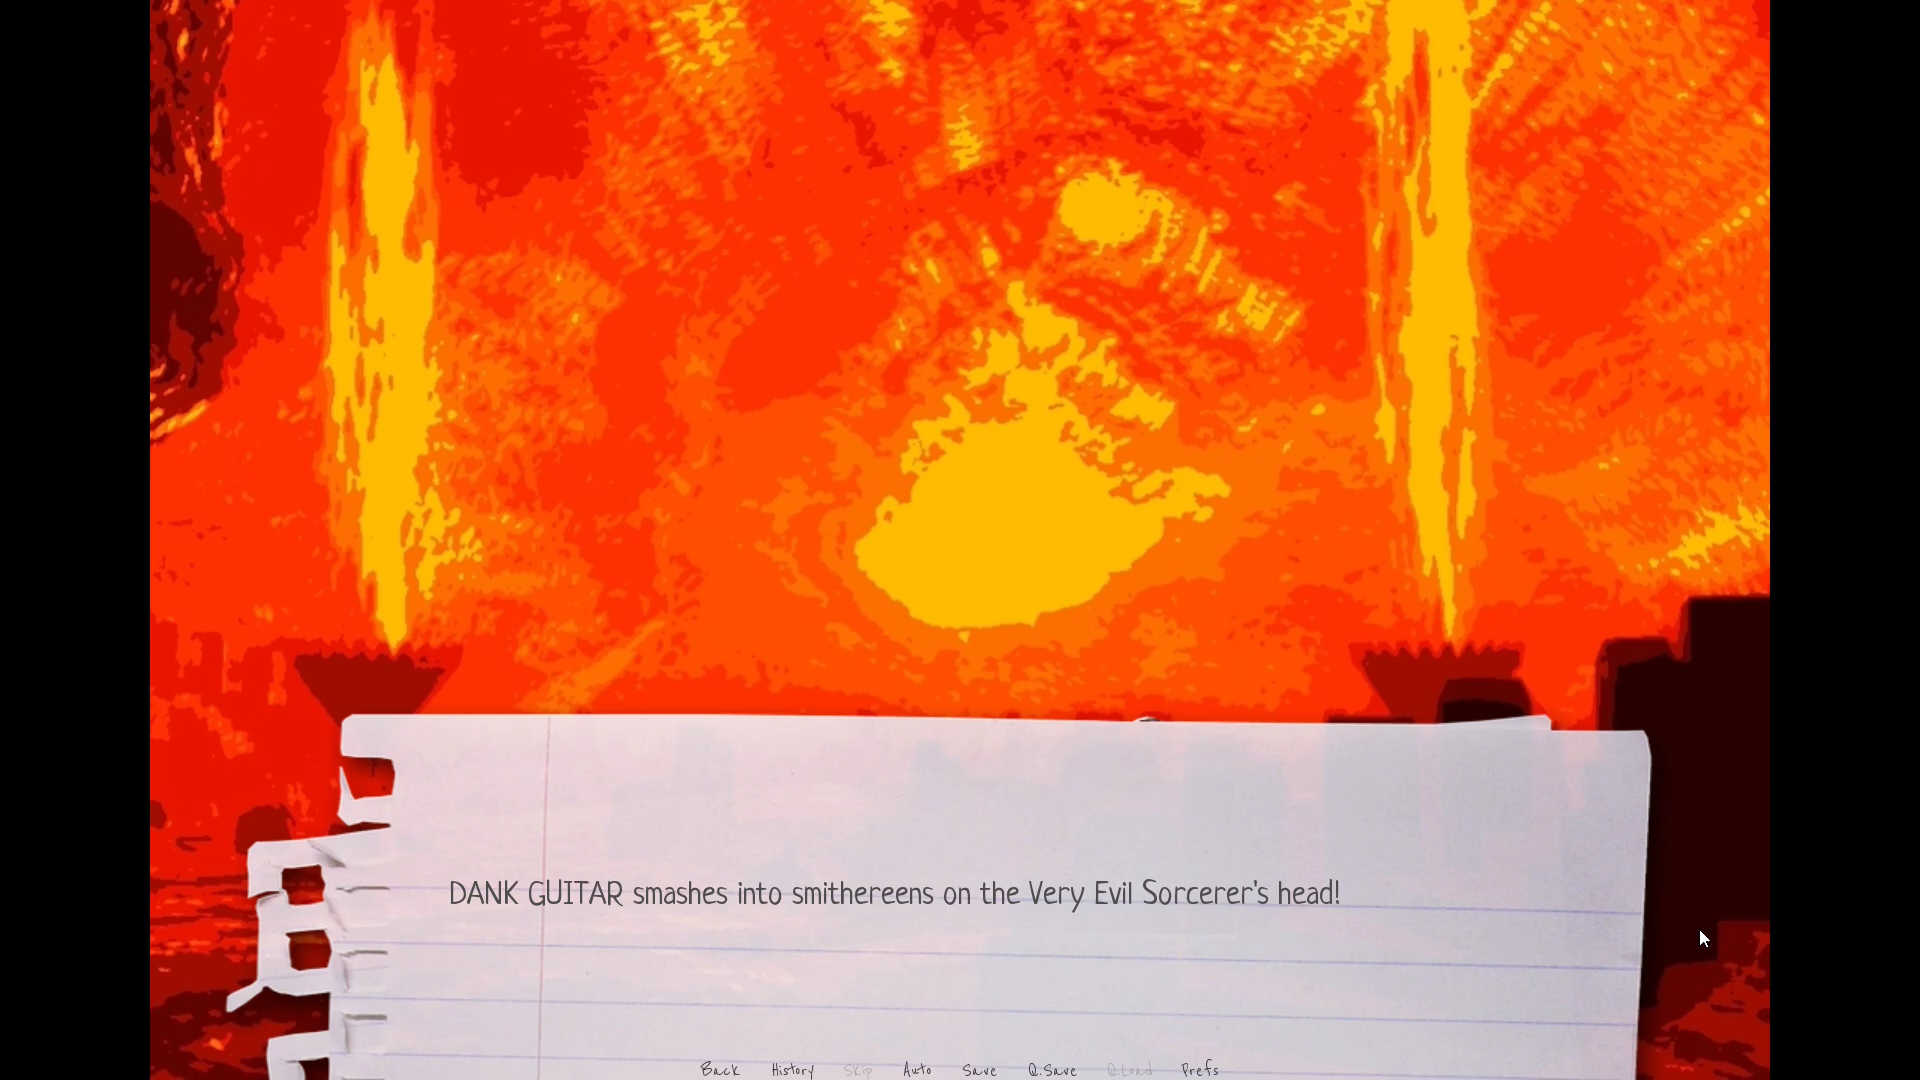 DANK GUITAR smashes into smithereens on the Very Evil Sorcerer's head!
Back History Skip Auto Save Q.Save Q.Load Prefs